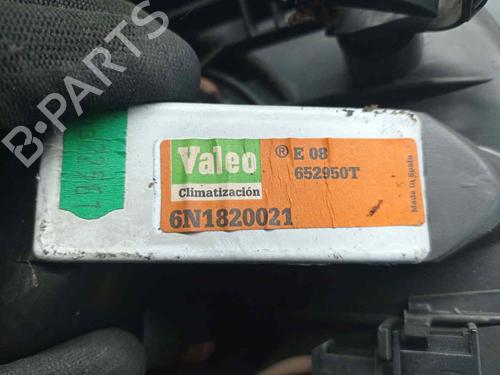 B-Parts
Valeo
Climatización
® E 08
652950T
6N1820021
Made in Spain